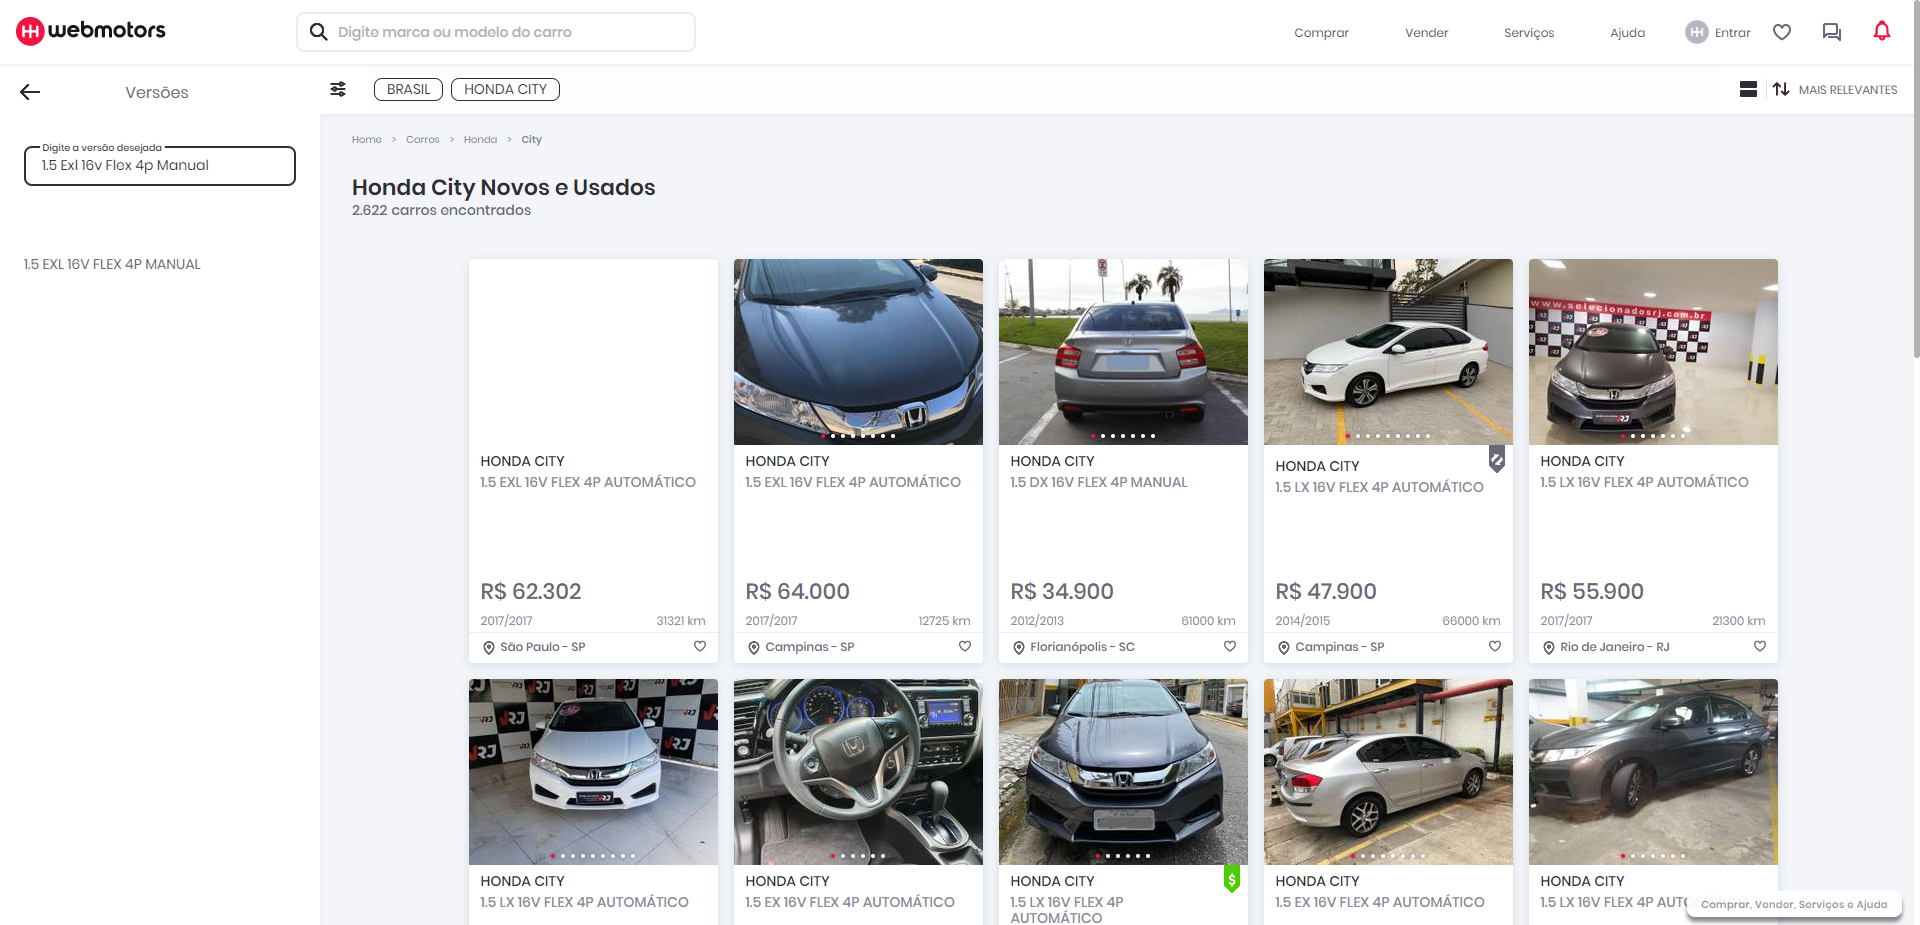 webmotors
Digite marca ou modelo do carro
Comprar
Vender
Serviços
Ajuda
Entrar
Versões
Digite a versão desejada
1.5 Exl 16v Flex 4p Manual
1.5 EXL 16V FLEX 4P MANUAL
BRASIL
HONDA CITY
MAIS RELEVANTES
Home > Carros > Honda > City
Honda City Novos e Usados
2.622 carros encontrados
HONDA CITY
1.5 EXL 16V FLEX 4P AUTOMÁTICO
R$ 62.302
2017/2017
31321 km
São Paulo - SP
HONDA CITY
1.5 EXL 16V FLEX 4P AUTOMÁTICO
R$ 64.000
2017/2017
12725 km
Campinas - SP
HONDA CITY
1.5 DX 16V FLEX 4P MANUAL
R$ 34.900
2012/2013
61000 km
Florianópolis - SC
HONDA CITY
1.5 LX 16V FLEX 4P AUTOMÁTICO
R$ 47.900
2014/2015
66000 km
Campinas - SP
www.selecionadosrj.com.br
HONDA CITY
1.5 LX 16V FLEX 4P AUTOMÁTICO
R$ 55.900
2017/2017
21300 km
Rio de Janeiro - RJ
HONDA CITY
1.5 LX 16V FLEX 4P AUTOMÁTICO
HONDA CITY
1.5 EX 16V FLEX 4P AUTOMÁTICO
$
HONDA CITY
1.5 LX 16V FLEX 4P
AUTOMÁTICO
HONDA CITY
1.5 EX 16V FLEX 4P AUTOMÁTICO
HONDA CITY
1.5 LX 16V FLEX 4P
Comprar, Vender, Serviços e Ajuda